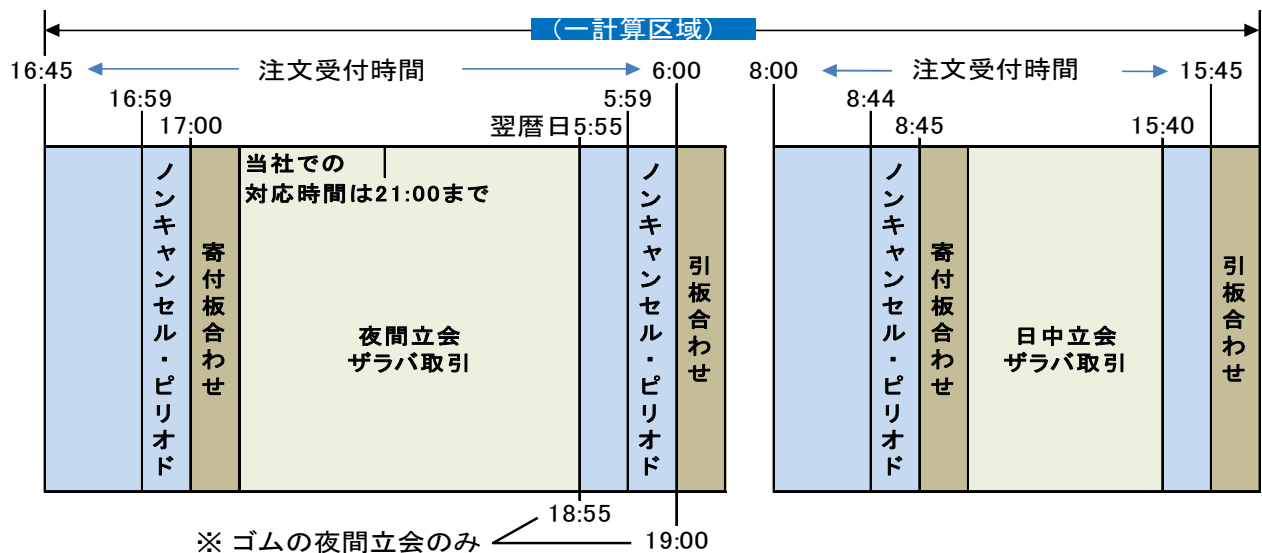 （一計算区域）
16:45
注文受付時間
6:00
8:00
注文受付時間
15:45
16:59
5:59
8:44
17:00
翌暦日5:55
8:45
15:40
ノンキャンセル・ピリオド
寄付板合わせ
当社での
対応時間は21:00まで
夜間立会
ザラバ取引
ノンキャンセル・ピリオド
引板合わせ
ノンキャンセル・ピリオド
寄付板合わせ
日中立会
ザラバ取引
引板合わせ
18:55
※ ゴムの夜間立会のみ
19:00